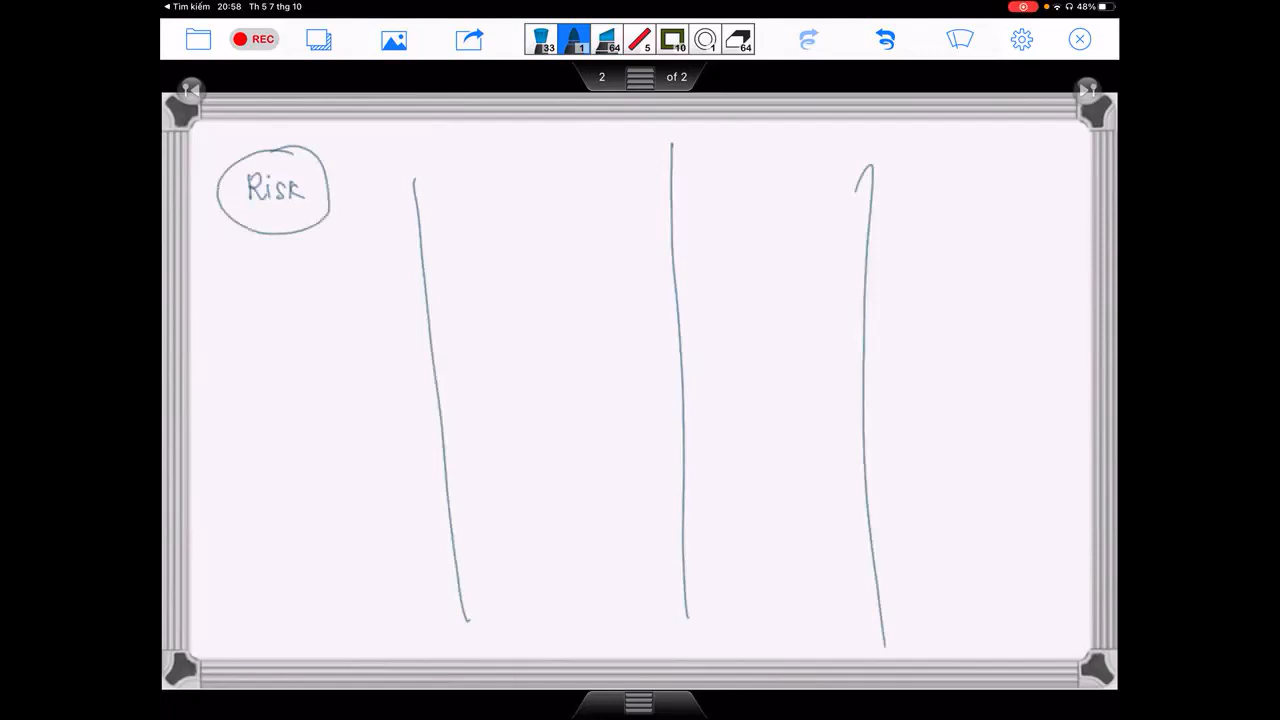 Tìm kiếm 20:58 Th 5 7 thg 10 48%
REC 33 1 64 5 10 1 64
2 of 2
Risk